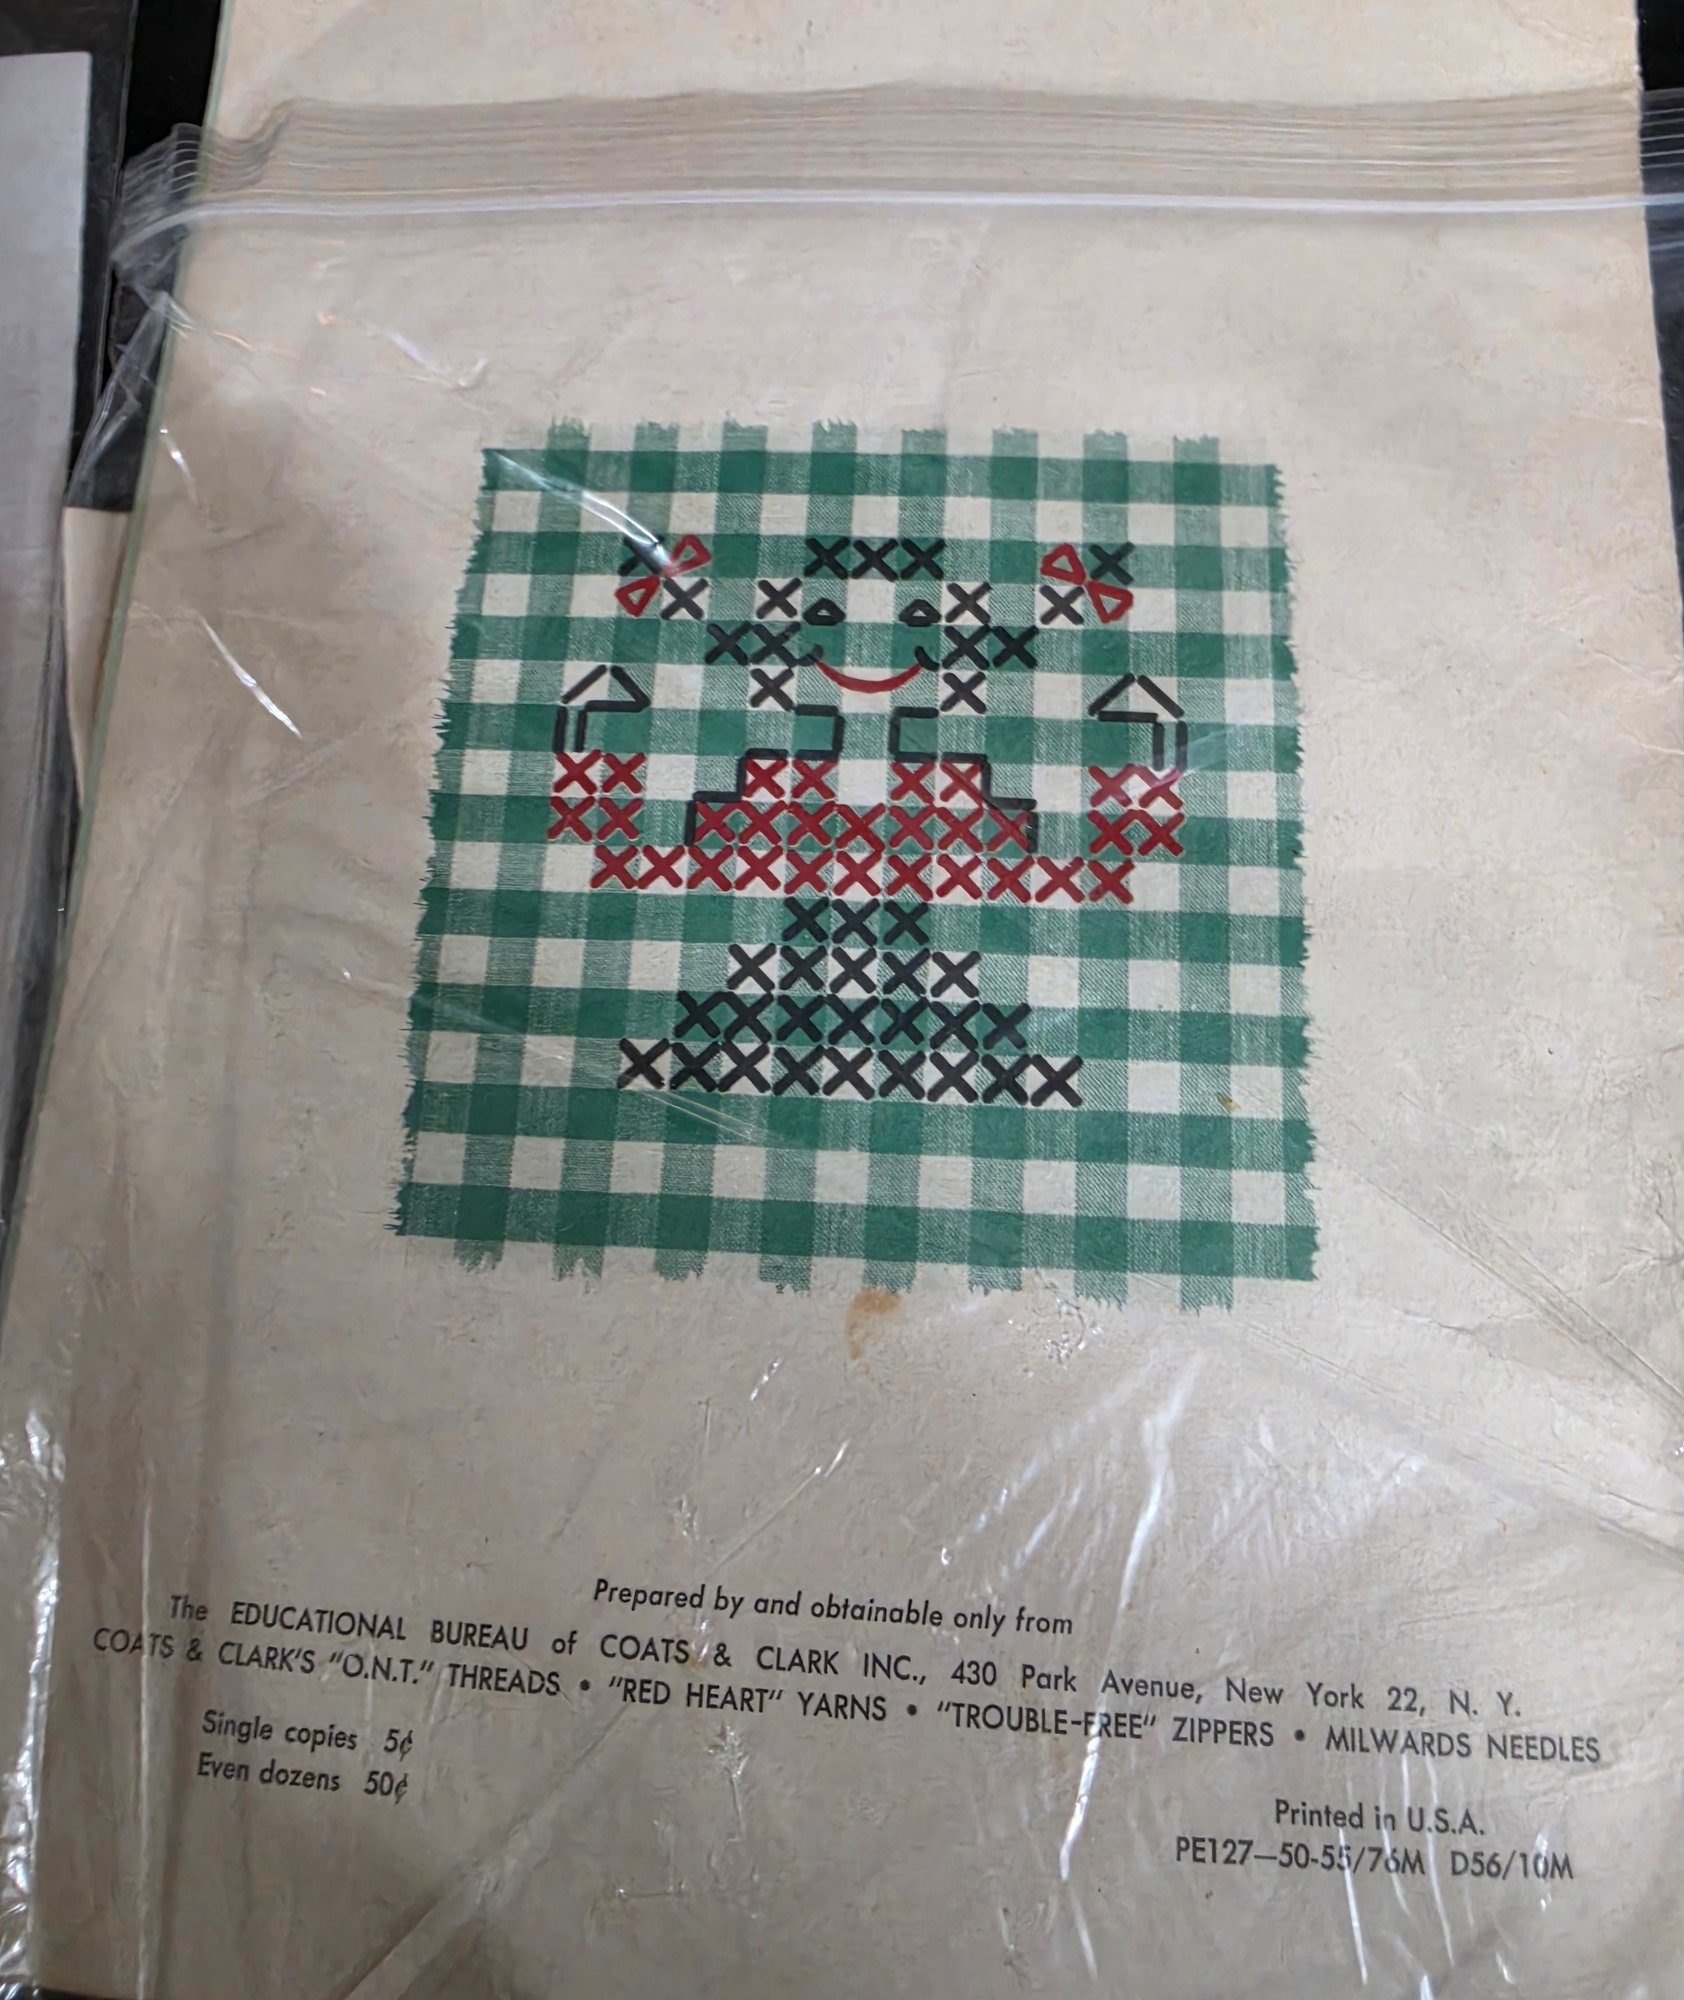 Prepared by and obtainable only from
The EDUCATIONAL BUREAU of COATS & CLARK INC., 430 Park Avenue, New York 22, N. Y.
COATS & CLARK'S "O.N.T." THREADS • "RED HEART" YARNS • "TROUBLE-FREE" ZIPPERS • MILWARDS NEEDLES
Single copies 5¢
Even dozens 50¢
Printed in U.S.A.
PE127—50-55/76M D56/10M